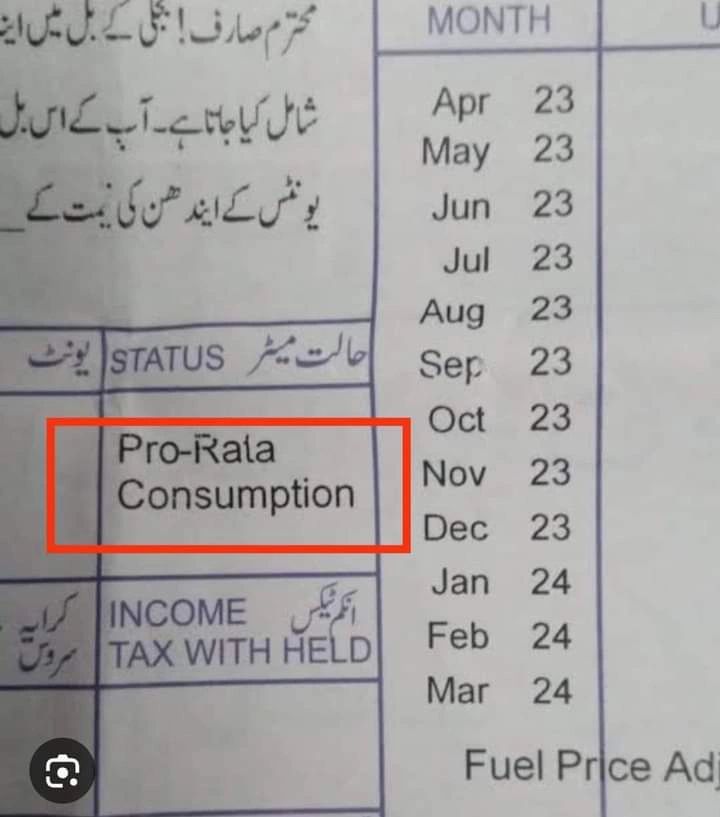 محترم صارف! بجلی کے بل میں
شامل کیا جاتا ہے۔ آپ کے اس بل
یونٹس کے ایندھن کی قیمت کے
یونٹ STATUS حالت میٹر
Pro-Rata
Consumption
کرایہ INCOME انکم ٹیکس
سروس TAX WITH HELD
MONTH U
Apr 23
May 23
Jun 23
Jul 23
Aug 23
Sep 23
Oct 23
Nov 23
Dec 23
Jan 24
Feb 24
Mar 24
Fuel Price Adj